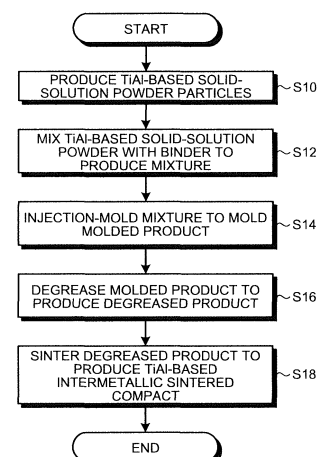 START
PRODUCE TiAl-BASED SOLID-
SOLUTION POWDER PARTICLES
S10
MIX TiAl-BASED SOLID-SOLUTION
POWDER WITH BINDER TO
PRODUCE MIXTURE
S12
INJECTION-MOLD MIXTURE TO MOLD
MOLDED PRODUCT
S14
DEGREASE MOLDED PRODUCT TO
PRODUCE DEGREASED PRODUCT
S16
SINTER DEGREASED PRODUCT TO
PRODUCE TiAl-BASED
INTERMETALLIC SINTERED
COMPACT
S18
END